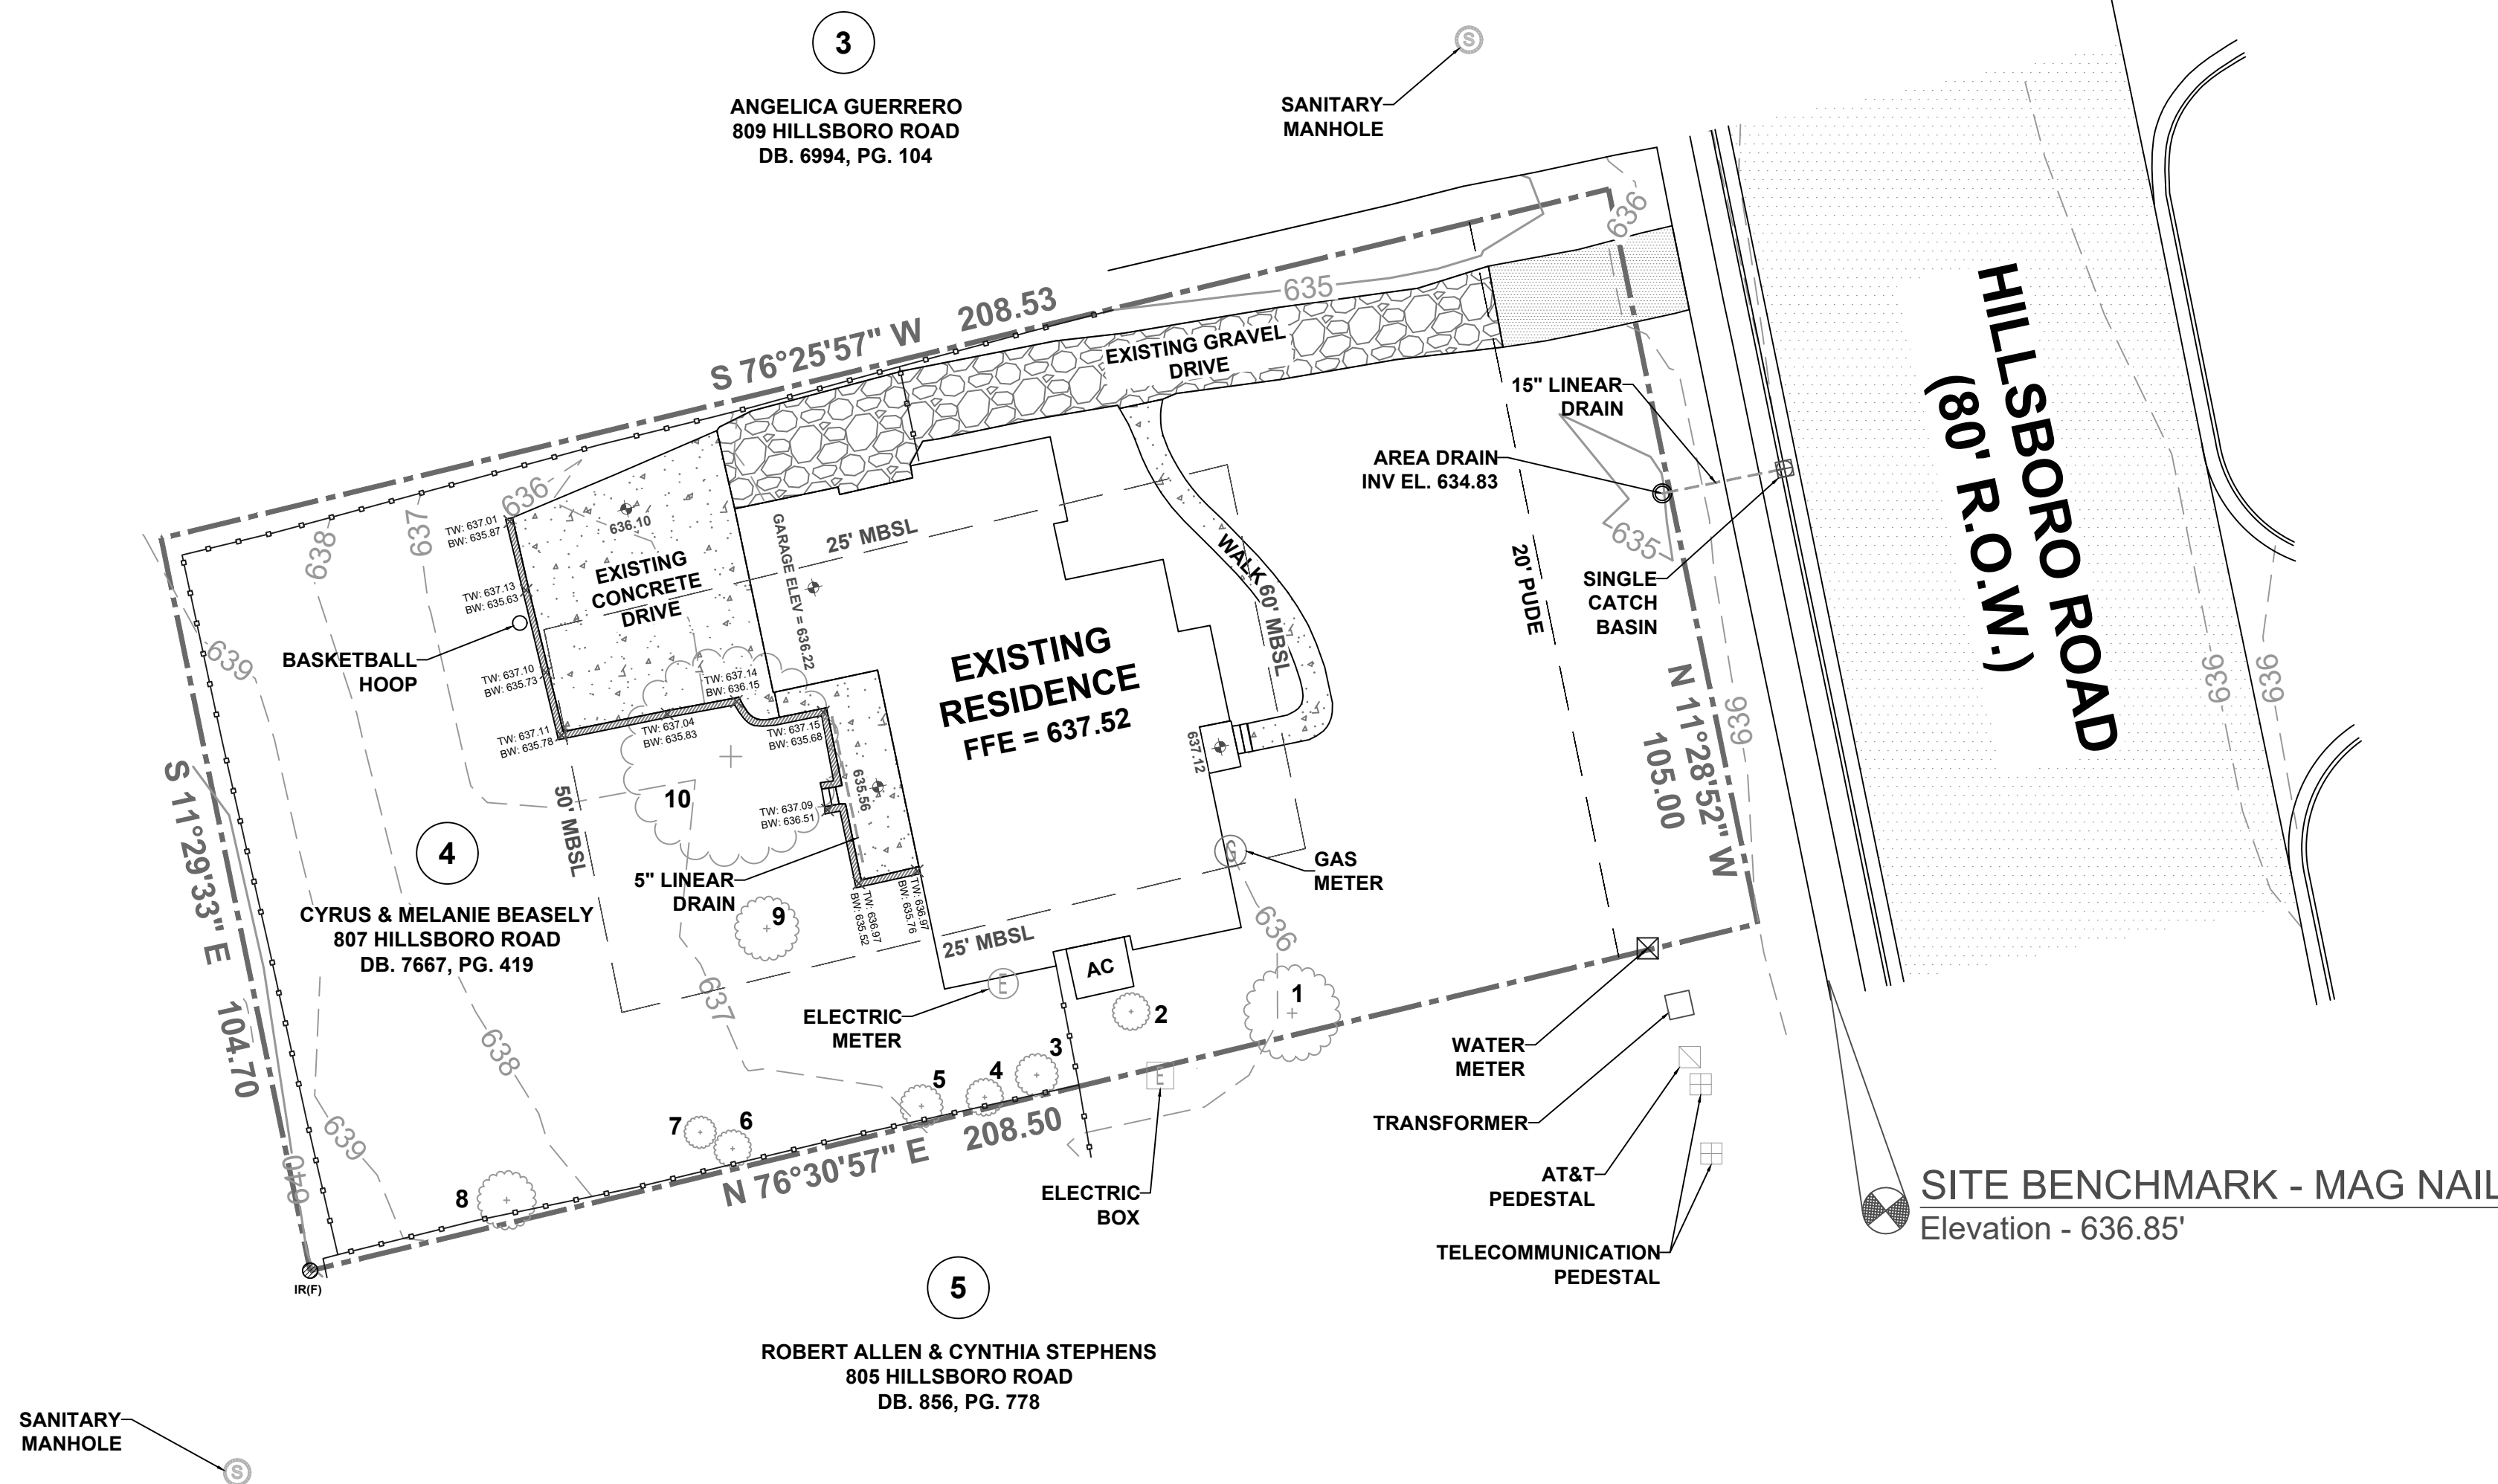 3
ANGELICA GUERRERO
809 HILLSBORO ROAD
DB. 6994, PG. 104
S
SANITARY
MANHOLE
636
635
S 76°25'57" W 208.53
EXISTING GRAVEL
DRIVE
15" LINEAR
DRAIN
AREA DRAIN
INV EL. 634.83
635
SINGLE
CATCH
BASIN
HILLSBORO ROAD
(80' R.O.W.)
636
636
636
20' PUDE
N 11°28'52" W
105.00
636
637
638
639
TW: 637.01
BW: 635.87
636.10
EXISTING
CONCRETE
DRIVE
GARAGE ELEV = 636.22
25' MBSL
WALK
60' MBSL
TW: 637.13
BW: 635.63
BASKETBALL
HOOP
TW: 637.10
BW: 635.73
TW: 637.14
BW: 636.15
TW: 637.11
BW: 635.78
TW: 637.04
BW: 635.83
TW: 637.15
BW: 635.68
EXISTING
RESIDENCE
FFE = 637.52
637.12
635.56
10
TW: 637.09
BW: 636.51
50' MBSL
5" LINEAR
DRAIN
9
TW: 636.97
BW: 635.52
TW: 636.97
BW: 635.76
25' MBSL
G
GAS
METER
636
S 11°29'33" E 104.70
4
CYRUS & MELANIE BEASELY
807 HILLSBORO ROAD
DB. 7667, PG. 419
637
638
639
640
AC
E
ELECTRIC
METER
1
2
3
4
5
6
7
8
E
ELECTRIC
BOX
N 76°30'57" E 208.50
IR(F)
WATER
METER
TRANSFORMER
AT&T
PEDESTAL
TELECOMMUNICATION
PEDESTAL
SITE BENCHMARK - MAG NAIL
Elevation - 636.85'
5
ROBERT ALLEN & CYNTHIA STEPHENS
805 HILLSBORO ROAD
DB. 856, PG. 778
SANITARY
MANHOLE
S